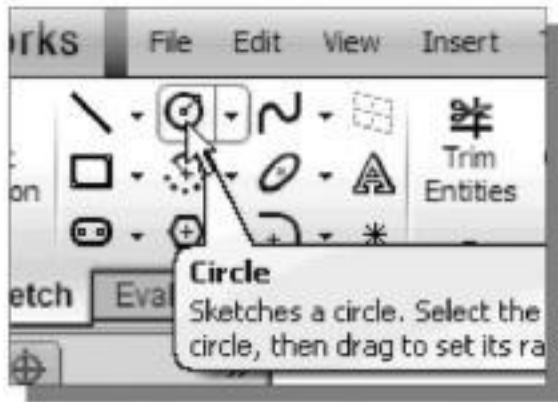 rks File Edit View Insert
Trim
Entities
on
Circle
etch Eval
Sketches a circle. Select the
circle, then drag to set its ra